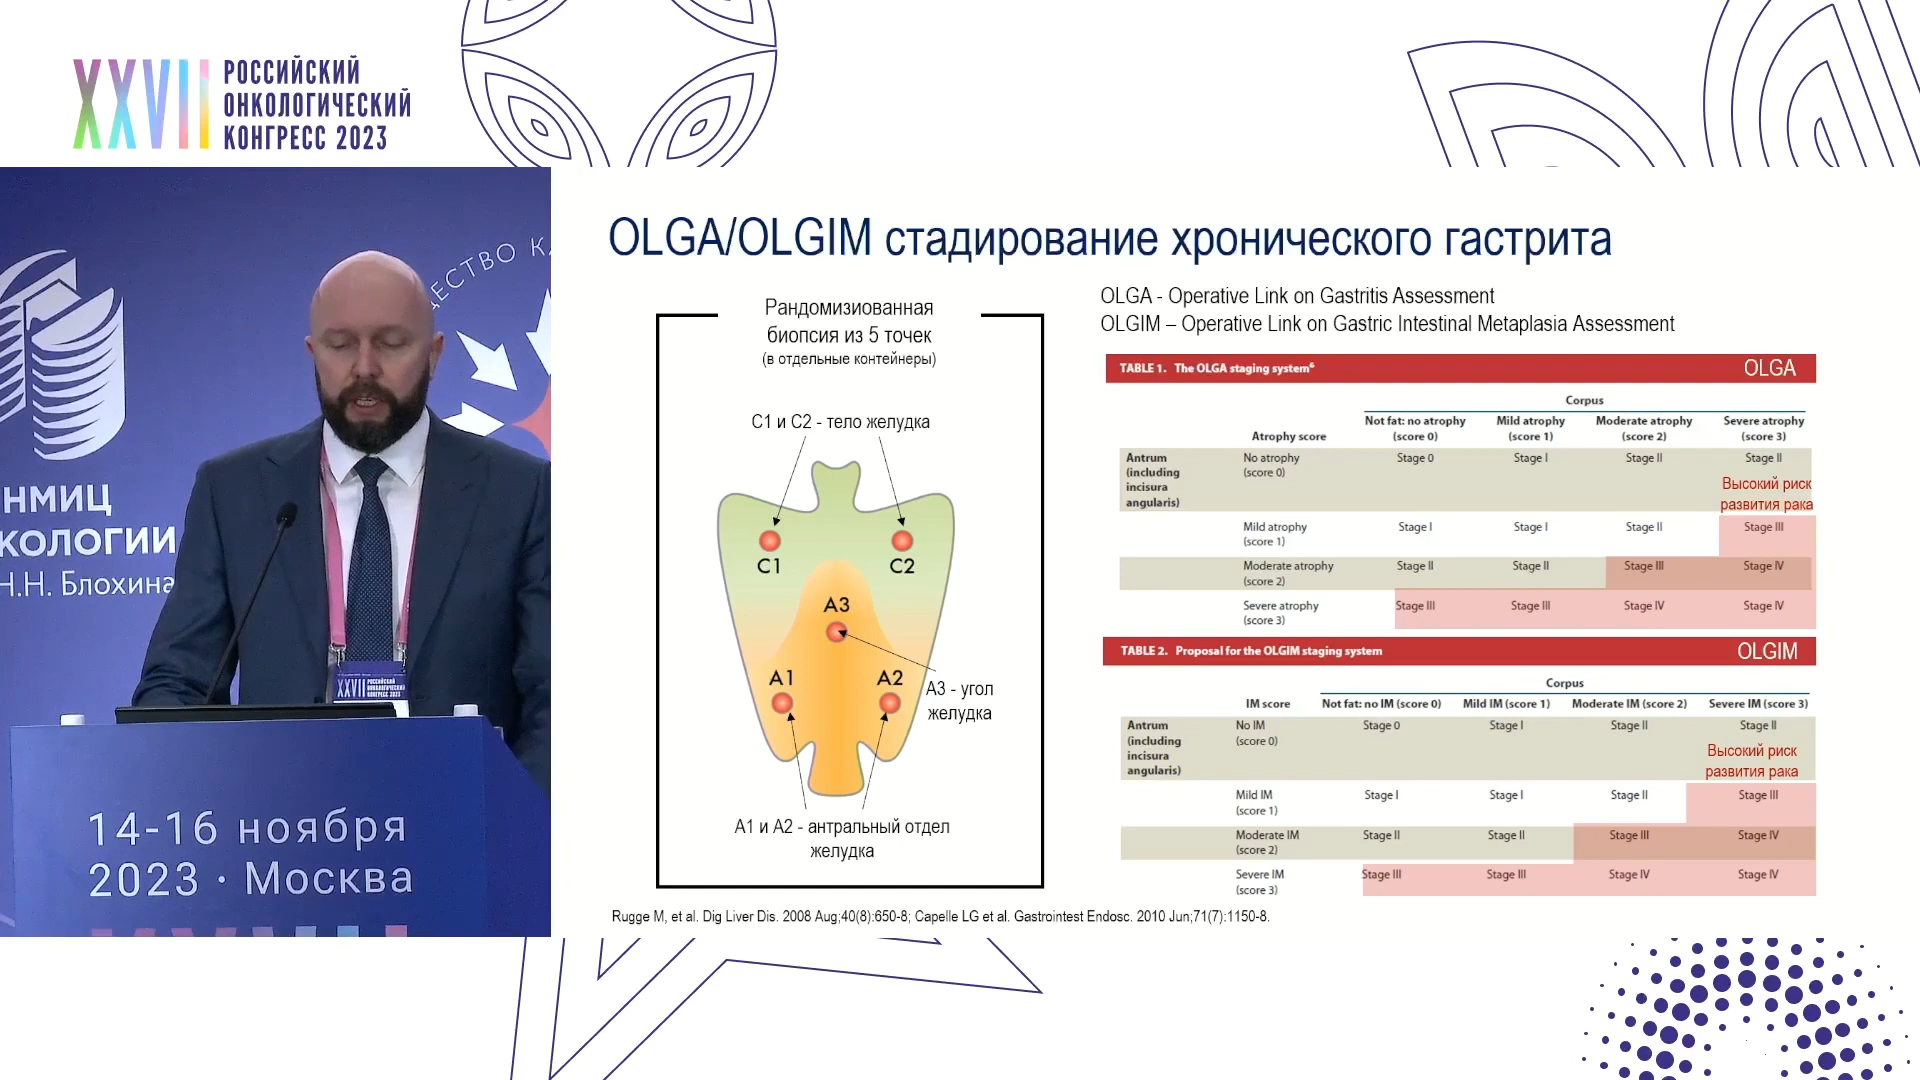 XXVII
РОССИЙСКИЙ
ОНКОЛОГИЧЕСКИЙ
КОНГРЕСС 2023
НМИЦ
КОЛОГИИ
Н.Н. Блохина
ЕСТВО К
XXVII РОССИЙСКИЙ
ОНКОЛОГИЧЕСКИЙ
КОНГРЕСС 2023
14-16 ноября
2023 · Москва
OLGA/OLGIM стадирование хронического гастрита
Рандомизиованная
биопсия из 5 точек
(в отдельные контейнеры)
С1 и С2 - тело желудка
C1
C2
A3
A1
A2
А3 - угол
желудка
А1 и А2 - антральный отдел
желудка
OLGA - Operative Link on Gastritis Assessment
OLGIM – Operative Link on Gastric Intestinal Metaplasia Assessment
TABLE 1. The OLGA staging system⁶ OLGA
Corpus
Atrophy score Not fat: no atrophy (score 0) Mild atrophy (score 1) Moderate atrophy (score 2) Severe atrophy (score 3)
Antrum (including incisura angularis) No atrophy (score 0) Stage 0 Stage I Stage II Stage II
Высокий риск
развития рака
Mild atrophy (score 1) Stage I Stage I Stage II Stage III
Moderate atrophy (score 2) Stage II Stage II Stage III Stage IV
Severe atrophy (score 3) Stage III Stage III Stage IV Stage IV
TABLE 2. Proposal for the OLGIM staging system OLGIM
Corpus
IM score Not fat: no IM (score 0) Mild IM (score 1) Moderate IM (score 2) Severe IM (score 3)
Antrum (including incisura angularis) No IM (score 0) Stage 0 Stage I Stage II Stage II
Высокий риск
развития рака
Mild IM (score 1) Stage I Stage I Stage II Stage III
Moderate IM (score 2) Stage II Stage II Stage III Stage IV
Severe IM (score 3) Stage III Stage III Stage IV Stage IV
Rugge M, et al. Dig Liver Dis. 2008 Aug;40(8):650-8; Capelle LG et al. Gastrointest Endosc. 2010 Jun;71(7):1150-8.